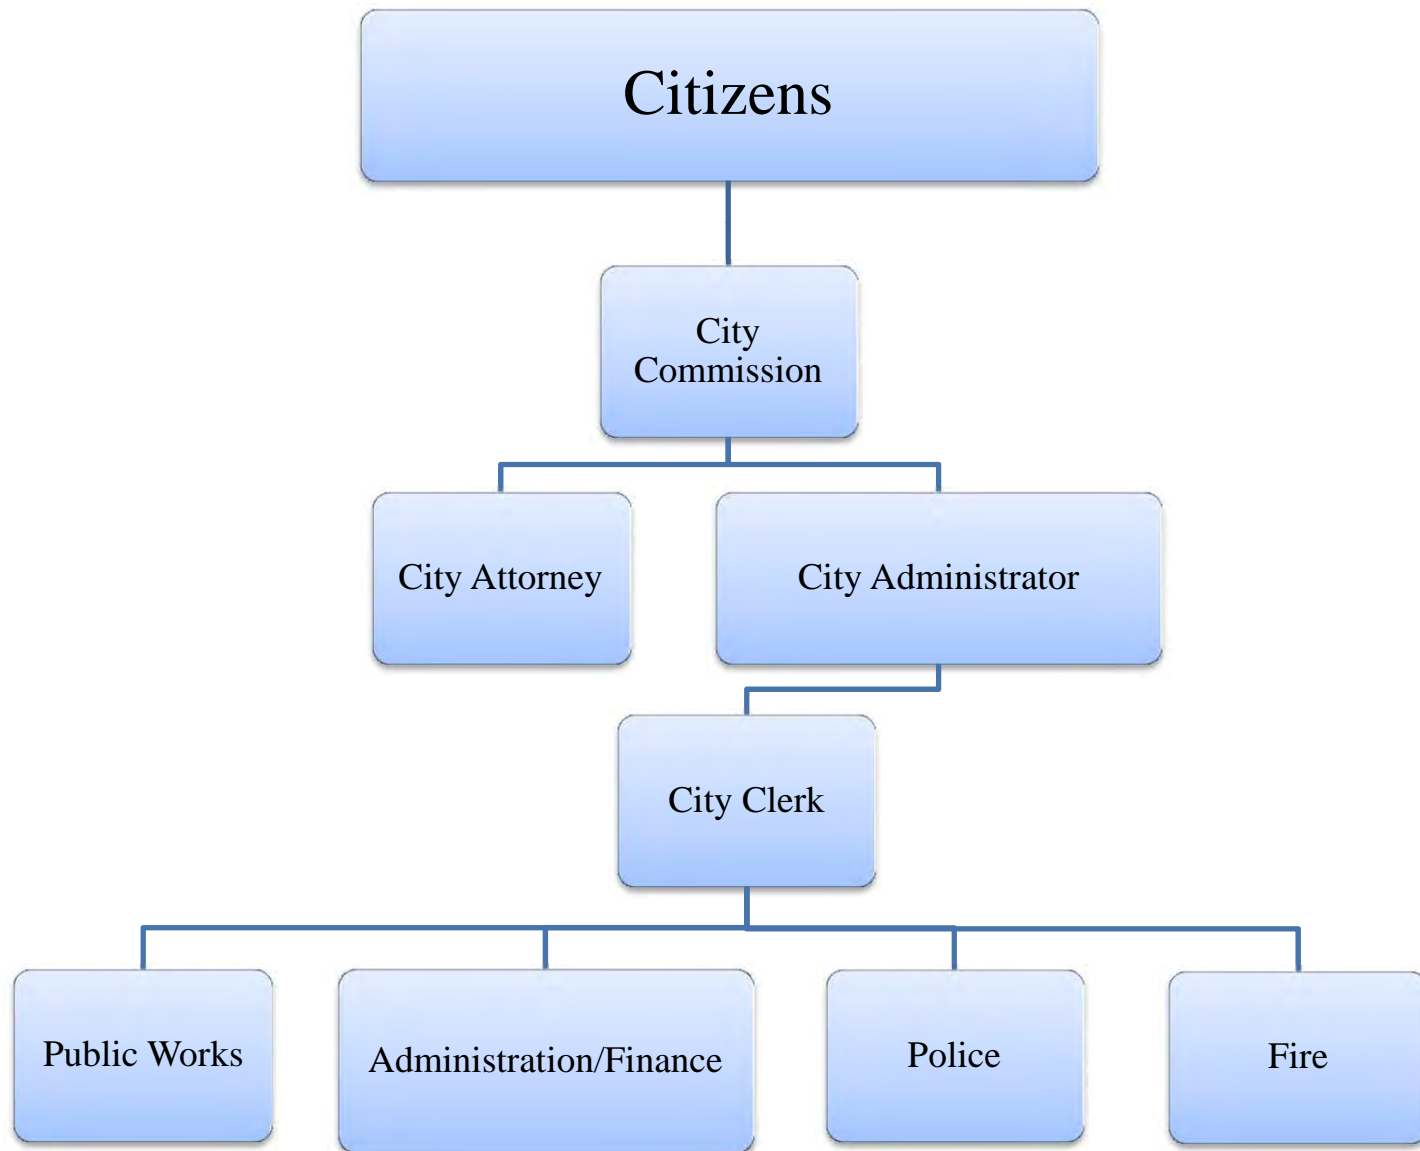 Citizens
City
Commission
City Attorney
City Administrator
City Clerk
Public Works
Administration/Finance
Police
Fire